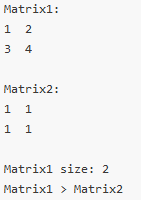 Matrix1:
1 2
3 4
Matrix2:
1 1
1 1
Matrix1 size: 2
Matrix1 > Matrix2